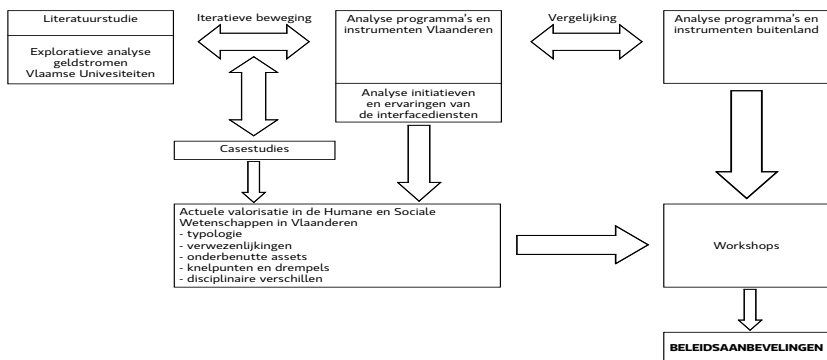 Literatuurstudie
Exploratieve analyse
geldstromen
Vlaamse Univesiteiten
Iteratieve beweging
Analyse programma's en
instrumenten Vlaanderen
Analyse initiatieven
en ervaringen van
de interfacediensten
Vergelijking
Analyse programma's en
instrumenten buitenland
Casestudies
Actuele valorisatie in de Humane en Sociale
Wetenschappen in Vlaanderen
- typologie
- verwezenlijkingen
- onderbenutte assets
- knelpunten en drempels
- disciplinaire verschillen
Workshops
BELEIDSAANBEVELINGEN